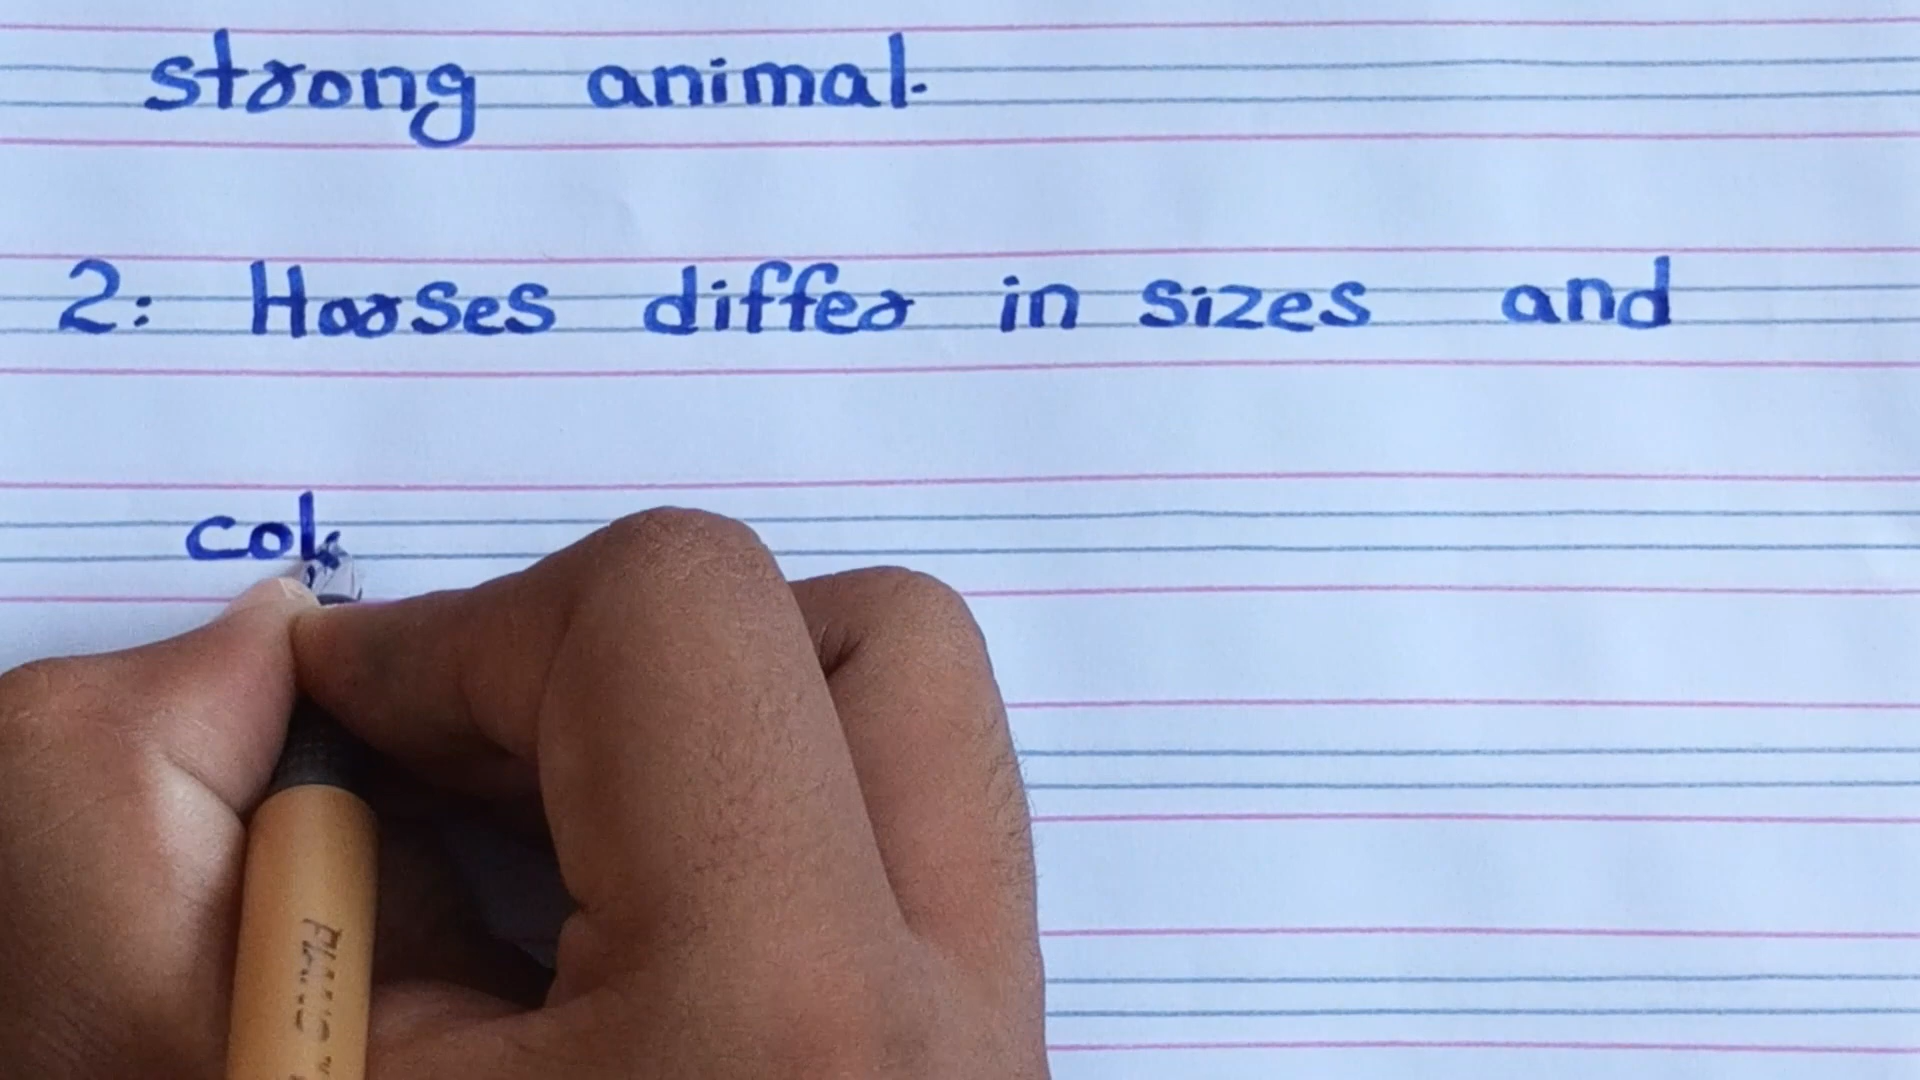 strong animal.
2: Horses differ in sizes and
col